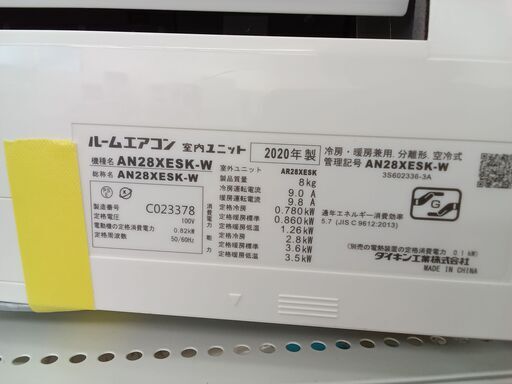 ルームエアコン 室内ユニット
2020年製
冷房・暖房兼用、分離形、空冷式
機種名 AN28XESK-W
管理記号 AN28XESK-W
総称名 AN28XESK-W
3S602338-3A
室外ユニット AR28XESK
製品質量 8kg
冷房運転電流 9.0 A
暖房運転電流 9.8 A
製造番号 C023378
定格電圧 100V
電動機の定格消費電力 0.82kW
定格周波数 50/60Hz
消費電力
定格冷房 0.780kW
定格暖房標準 0.860kW
定格暖房低温 1.26kW
能力
定格冷房 2.8kW
定格暖房標準 3.6kW
定格暖房低温 3.5kW
通年エネルギー消費効率
5.7 (JIS C 9612:2013)
(別売の電熱装置の定格消費電力 0.1kW)
ダイキン工業株式会社
MADE IN CHINA